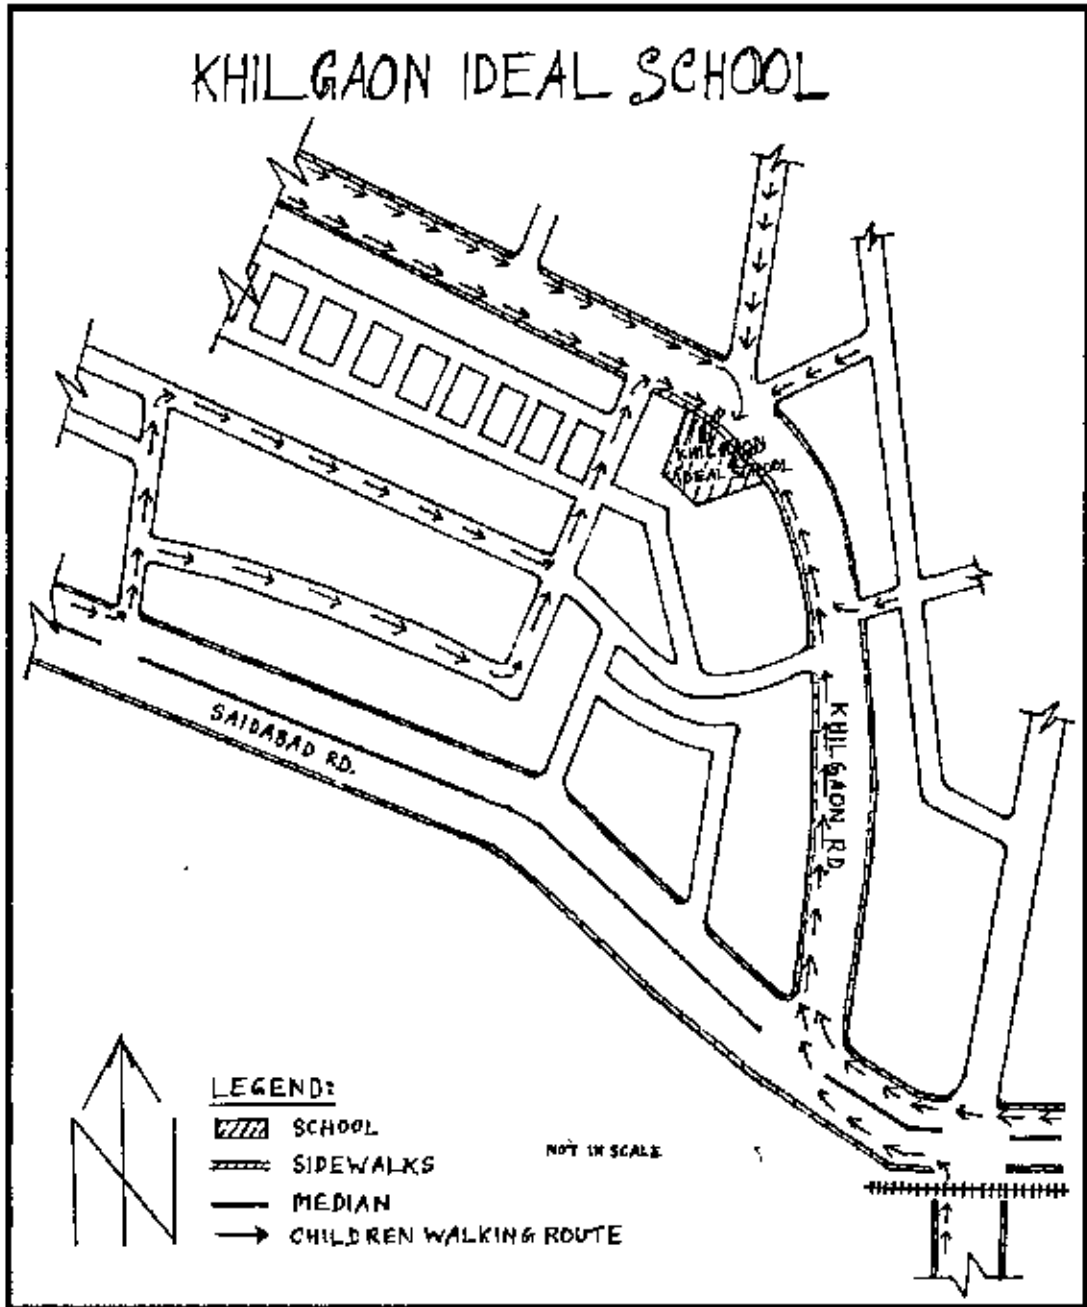 KHILGAON IDEAL SCHOOL
KHILGAON
IDEAL SCHOOL
SAIDABAD RD.
KHILGAON RD
LEGEND:
SCHOOL
SIDEWALKS
MEDIAN
CHILDREN WALKING ROUTE
NOT IN SCALE